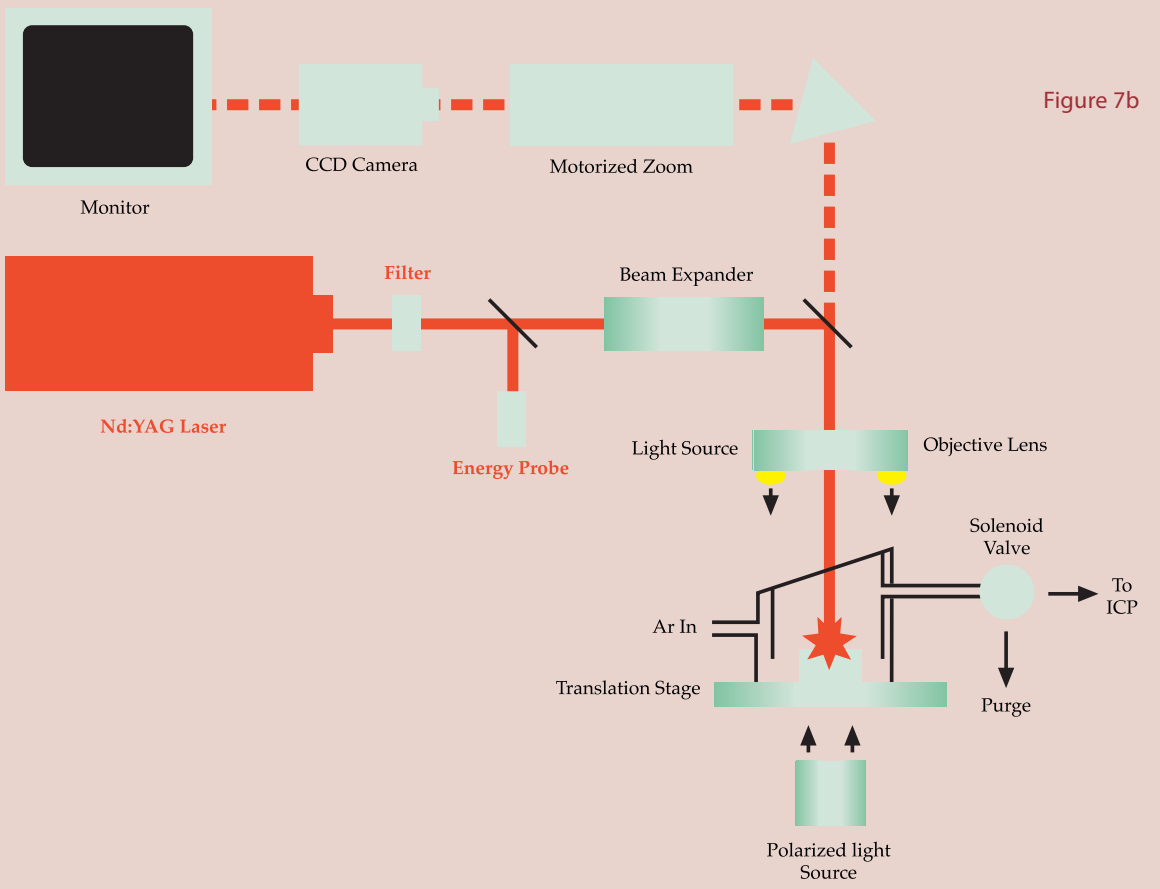 Figure 7b
CCD Camera
Motorized Zoom
Monitor
Filter
Beam Expander
Nd:YAG Laser
Energy Probe
Light Source
Objective Lens
Solenoid
Valve
To
ICP
Ar In
Translation Stage
Purge
Polarized light
Source